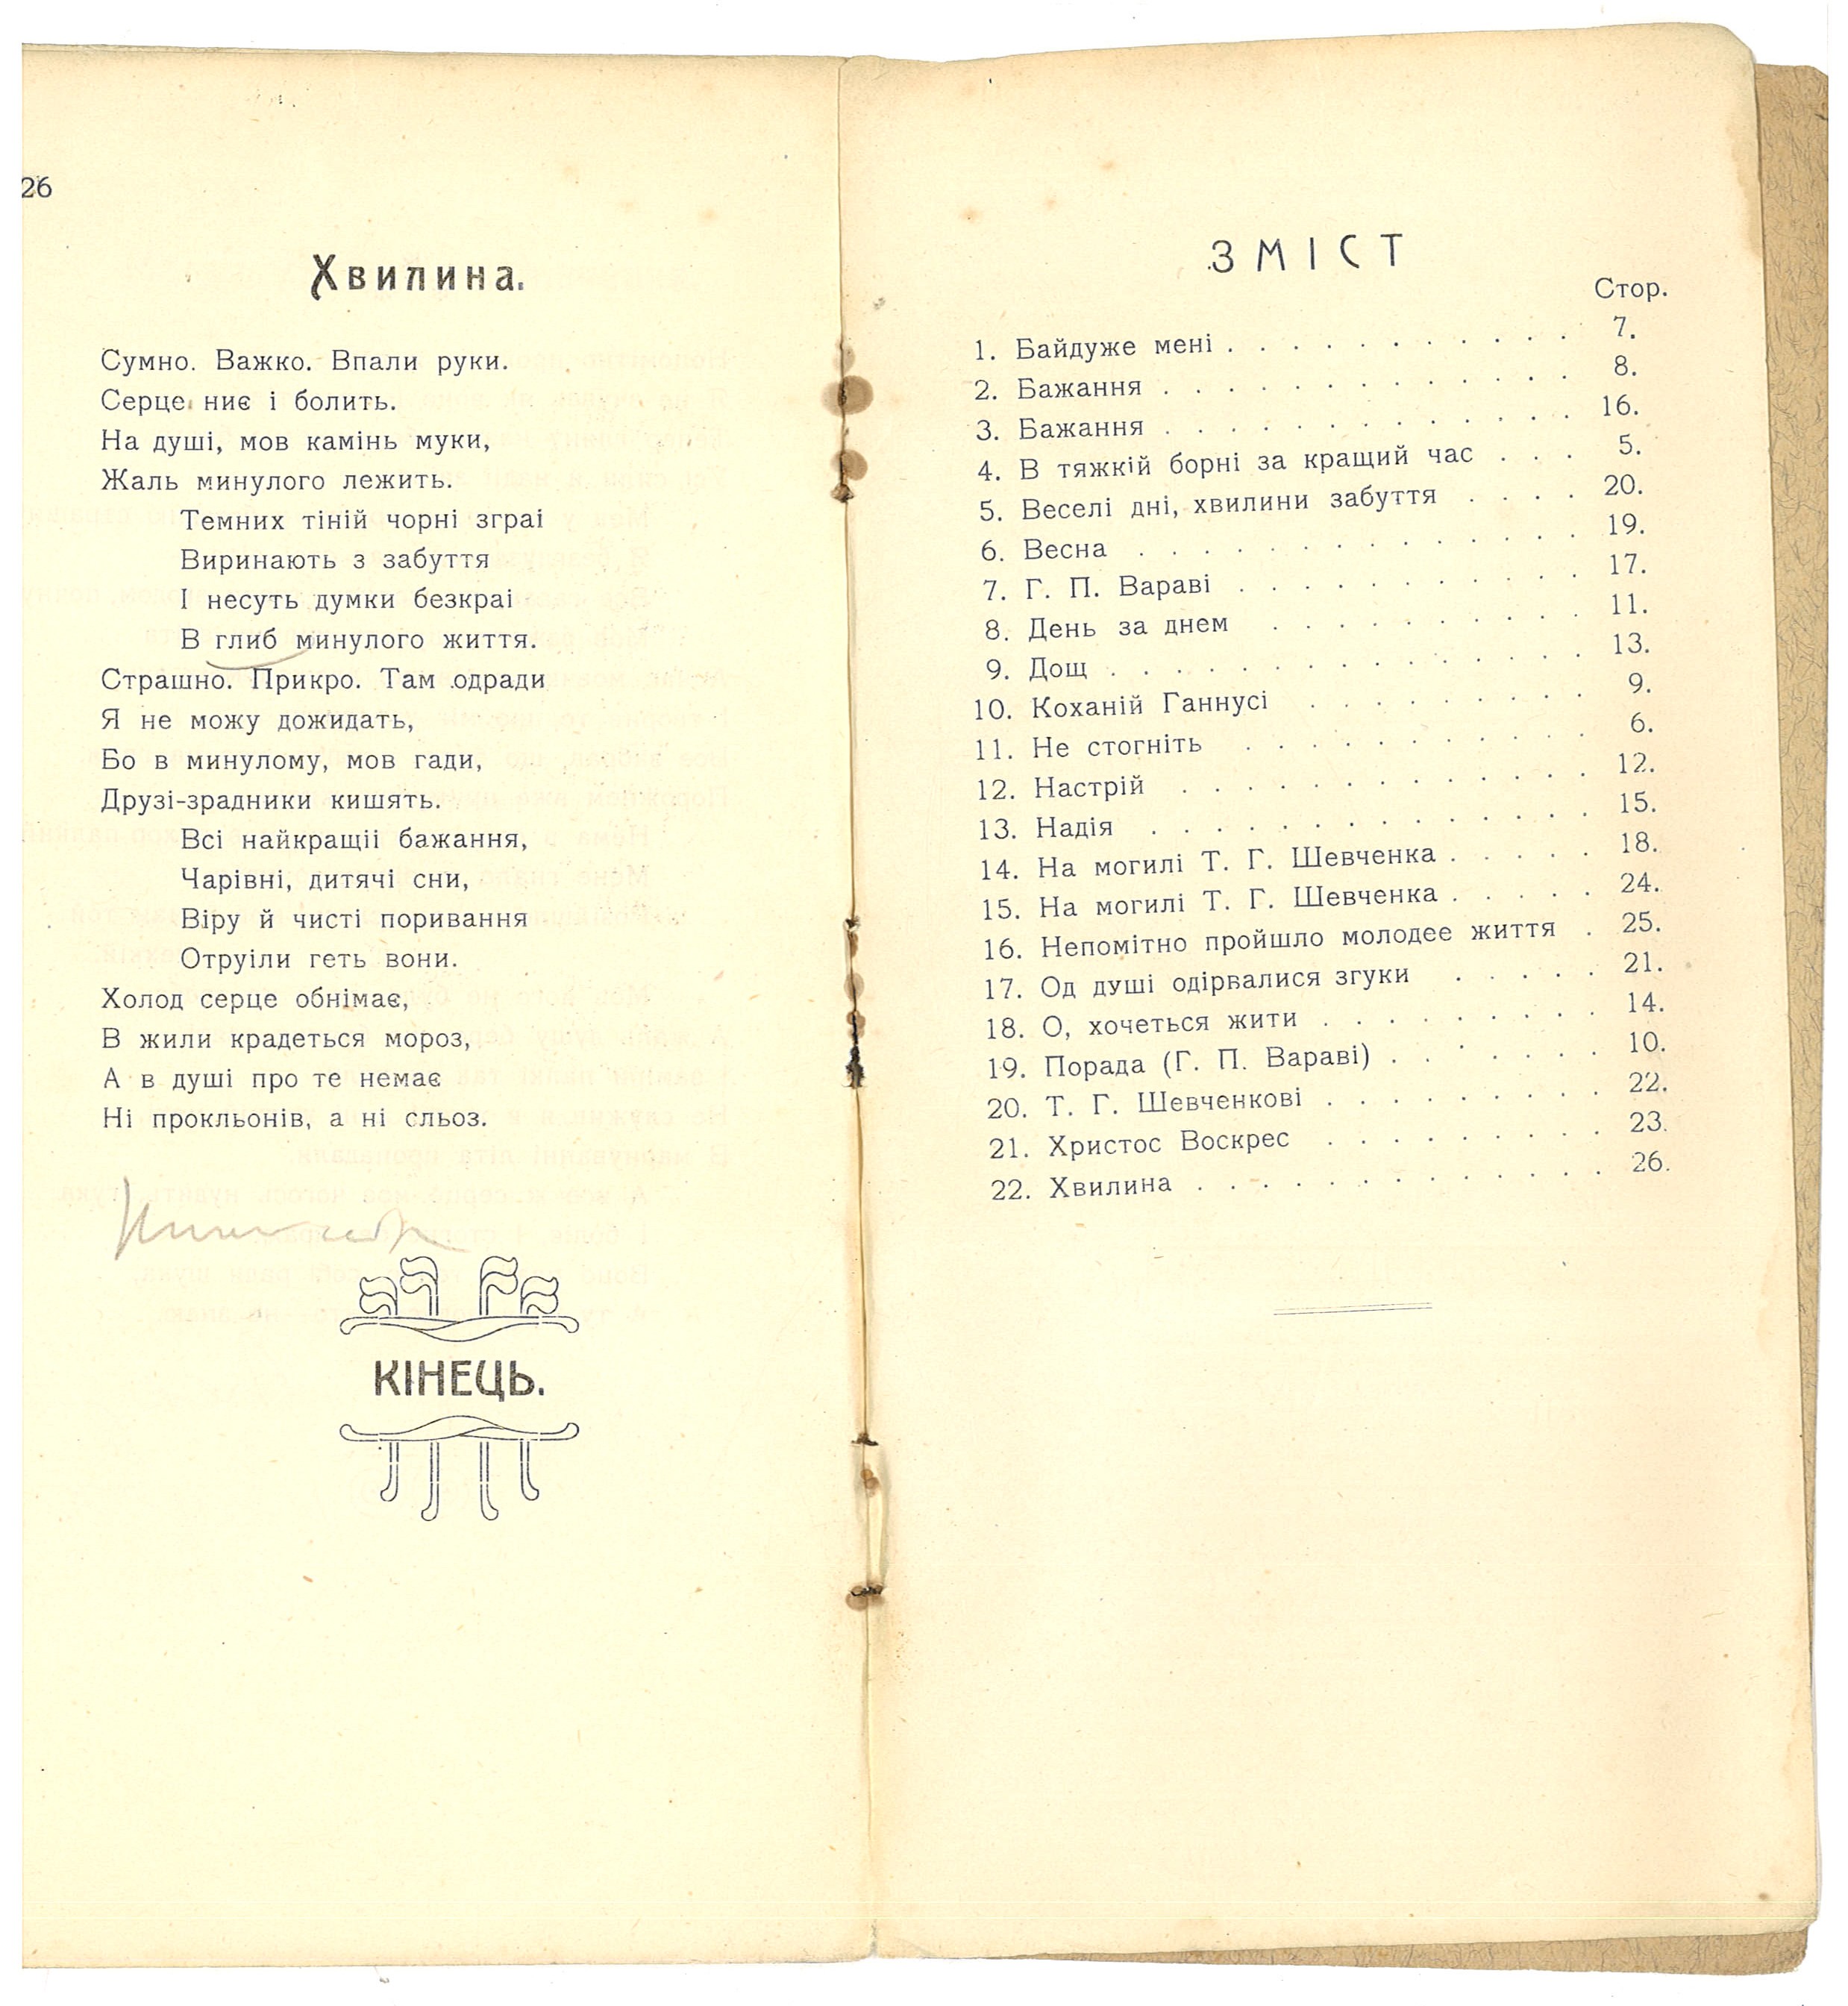 26
Хвилина.
Сумно. Важко. Впали руки.
Серце ниє і болить.
На душі, мов камінь муки,
Жаль минулого лежить.
Темних тіній чорні зграі
Виринають з забуття
І несуть думки безкраі
В глиб минулого життя.
Страшно. Прикро. Там одради
Я не можу дожидать,
Бо в минулому, мов гади,
Друзі-зрадники кишять.
Всі найкращіі бажання,
Чарівні, дитячі сни,
Віру й чисті поривання
Отруіли геть вони.
Холод серце обнімає,
В жили крадеться мороз,
А в душі про те немає
Ні прокльонів, а ні сльоз.
КІНЕЦЬ.
ЗМІСТ
Стор.
1. Байдуже мені . . . . . . . . . . . 7.
2. Бажання . . . . . . . . . . . . . 8.
3. Бажання . . . . . . . . . . . . . 16.
4. В тяжкій борні за кращий час . . . 5.
5. Веселі дні, хвилини забуття . . . . 20.
6. Весна . . . . . . . . . . . . . . 19.
7. Г. П. Вараві . . . . . . . . . . . 17.
8. День за днем . . . . . . . . . . 11.
9. Дощ . . . . . . . . . . . . . . 13.
10. Коханій Ганнусі . . . . . . . . . 9.
11. Не стогніть . . . . . . . . . . . 6.
12. Настрій . . . . . . . . . . . . . 12.
13. Надія . . . . . . . . . . . . . . 15.
14. На могилі Т. Г. Шевченка . . . . . 18.
15. На могилі Т. Г. Шевченка . . . . . 24.
16. Непомітно пройшло молодее життя . 25.
17. Од душі одірвалися згуки . . . . . 21.
18. О, хочеться жити . . . . . . . . . 14.
19. Порада (Г. П. Вараві) . . . . . . . 10.
20. Т. Г. Шевченкові . . . . . . . . . 22.
21. Христос Воскрес . . . . . . . . . 23.
22. Хвилина . . . . . . . . . . . . . 26.